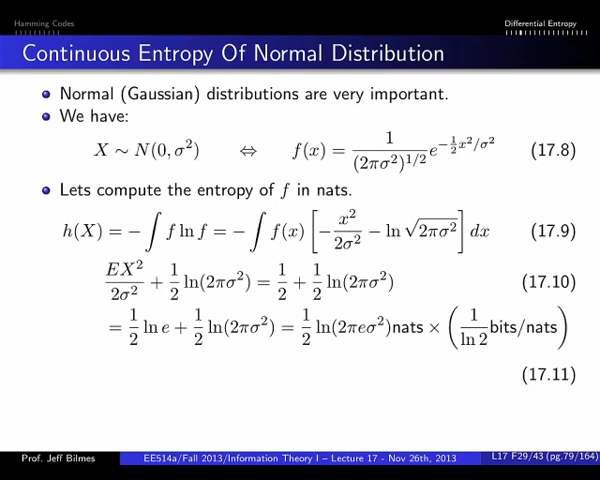 Hamming Codes Differential Entropy
Continuous Entropy Of Normal Distribution
Normal (Gaussian) distributions are very important.
We have:
X ∼ N(0, σ²) ⇔ f(x) = 1/(2πσ²)^{1/2} e^{−½x²/σ²} (17.8)
Lets compute the entropy of f in nats.
h(X) = −∫ f ln f = −∫ f(x) [−x²/2σ² − ln √2πσ²] dx (17.9)
EX²/2σ² + 1/2 ln(2πσ²) = 1/2 + 1/2 ln(2πσ²) (17.10)
= 1/2 ln e + 1/2 ln(2πσ²) = 1/2 ln(2πeσ²)nats × (1/ln 2 bits/nats)
(17.11)
Prof. Jeff Bilmes EE514a/Fall 2013/Information Theory I – Lecture 17 - Nov 26th, 2013 L17 F29/43 (pg.79/164)